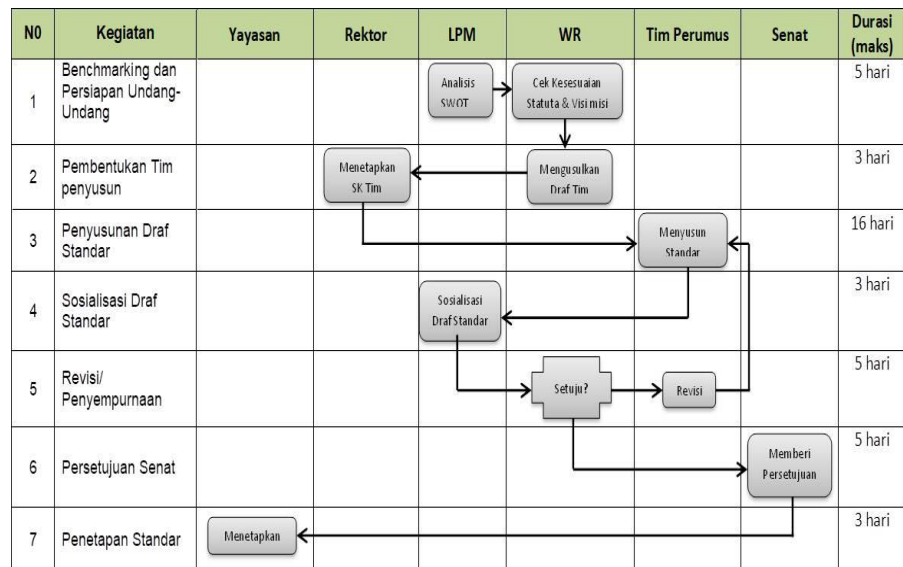 N0 Kegiatan Yayasan Rektor LPM WR Tim Perumus Senat Durasi
(maks)
1
Benchmarking dan
Persiapan Undang-
Undang
Analisis
SWOT
Cek Kesesuaian
Statuta & Visi misi
5 hari
2
Pembentukan Tim
penyusun
Menetapkan
SK Tim
Mengusulkan
Draf Tim
3 hari
3
Penyusunan Draf
Standar
Menyusun
Standar
16 hari
4
Sosialisasi Draf
Standar
Sosialisasi
Draf Standar
3 hari
5
Revisi/
Penyempurnaan
Setuju?
Revisi
5 hari
6
Persetujuan Senat
Memberi
Persetujuan
5 hari
7
Penetapan Standar
Menetapkan
3 hari